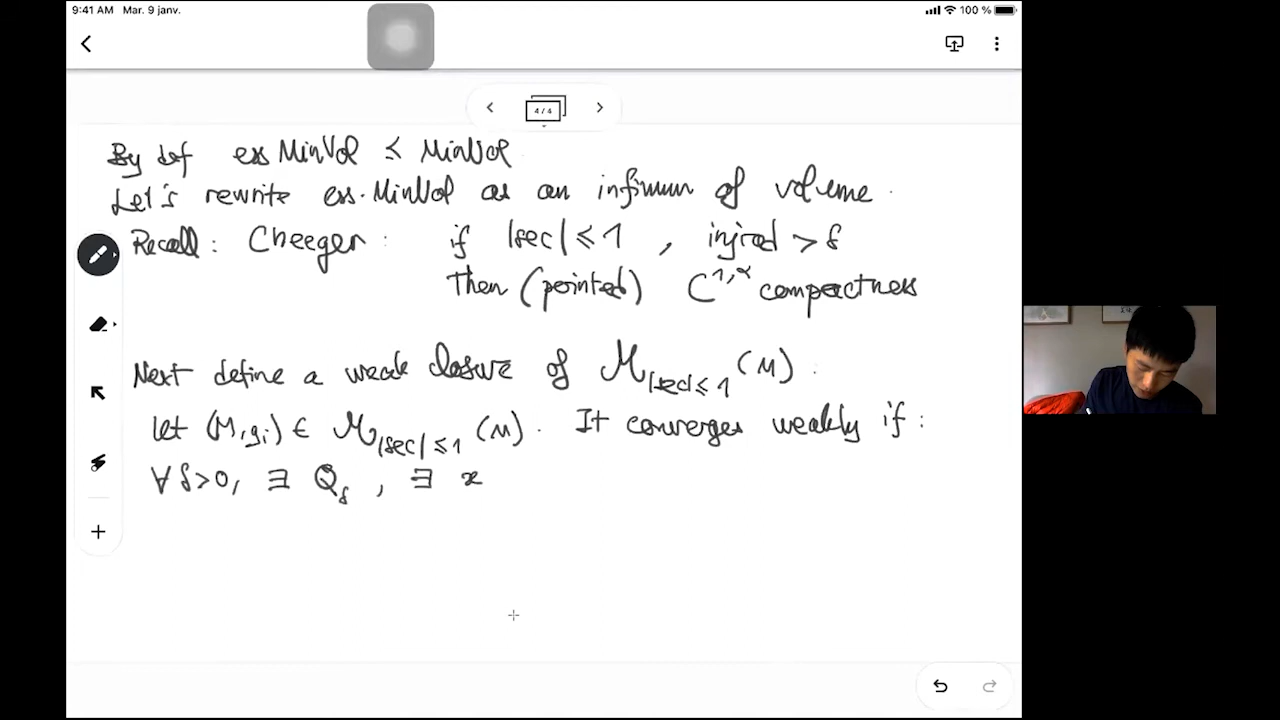 9:41 AM Mar. 9 janv.
100 %
4 / 4
By def ess MinVol ≤ MinVol
Let's rewrite ess.MinVol as an infimum of volume.
Recall: Cheeger: if |sec| ≤ 1, injrad > δ
Then (pointed) C^{1,α} compactness
Next define a weak closure of M_{|sec|≤1}(M):
let (M,g_i) ∈ M_{|sec|≤1}(M). It converges weakly if:
∀δ>0, ∃ Q_δ, ∃ x